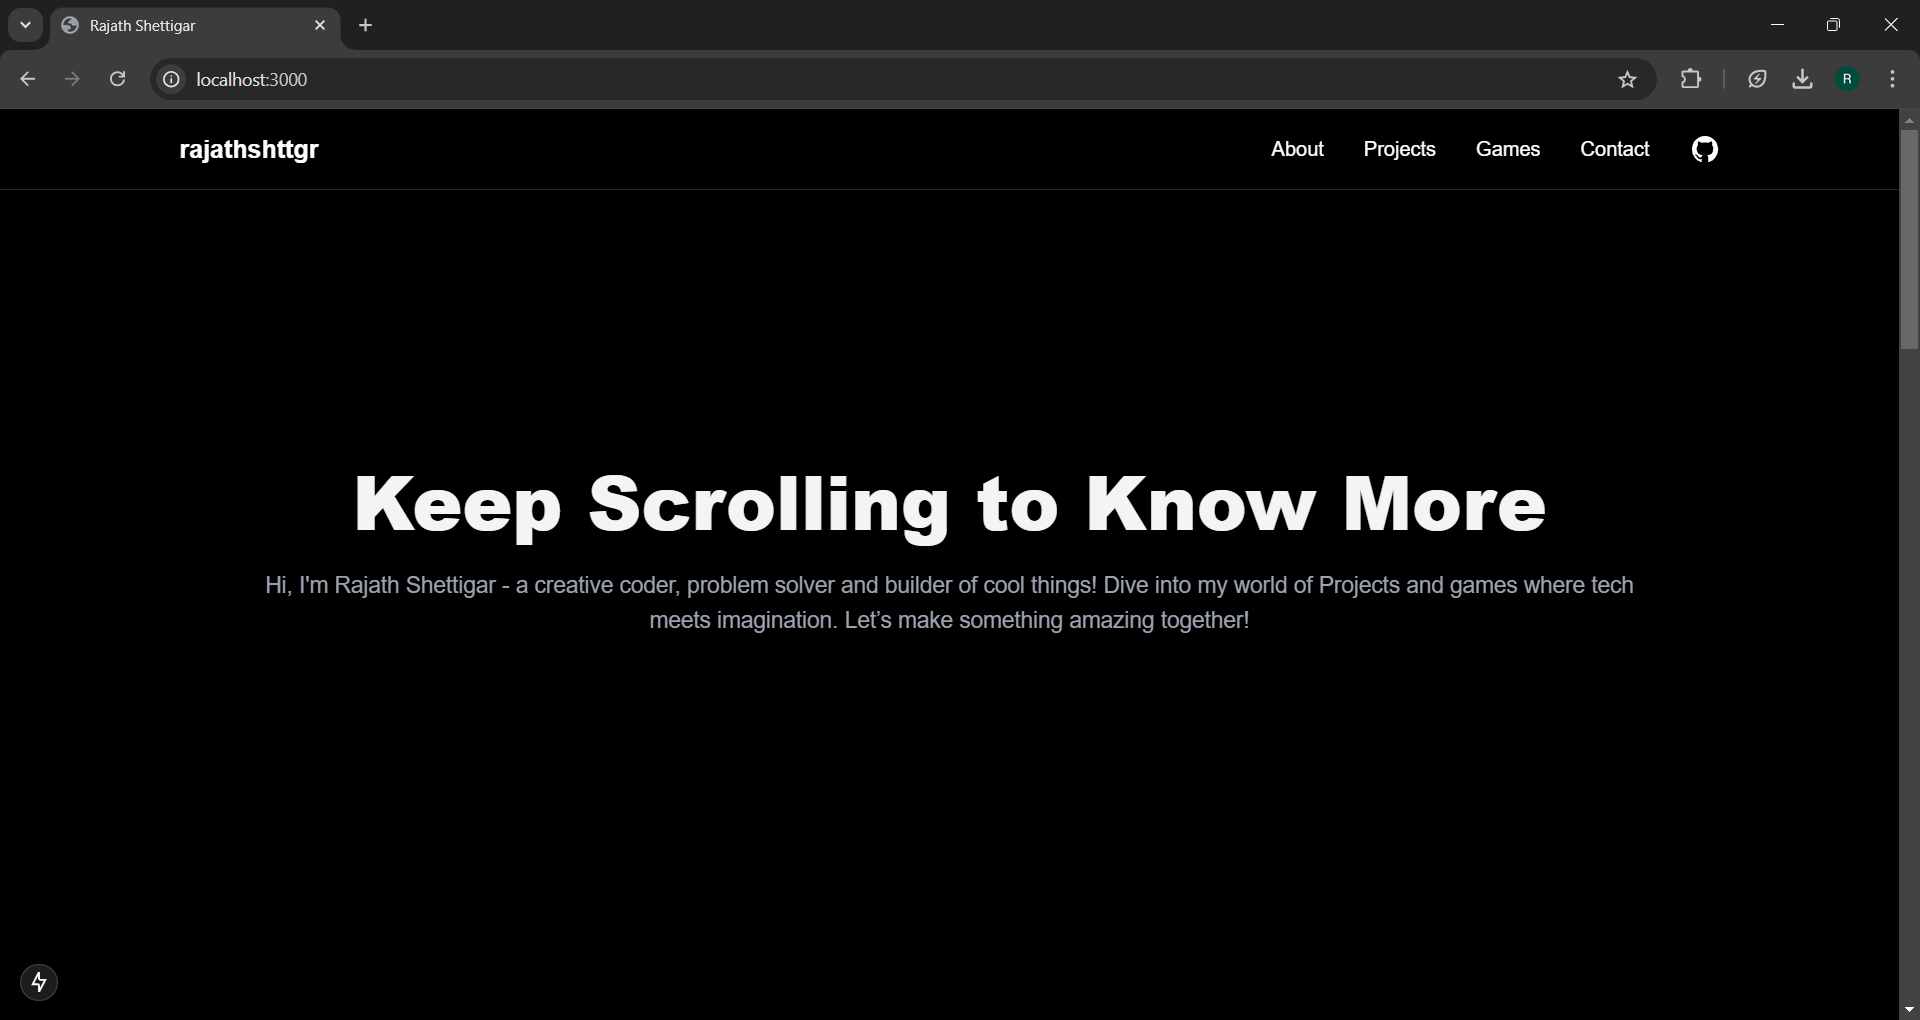 Rajath Shettigar
localhost:3000
R
rajathshttgr
About Projects Games Contact
Keep Scrolling to Know More
Hi, I'm Rajath Shettigar - a creative coder, problem solver and builder of cool things! Dive into my world of Projects and games where tech
meets imagination. Let’s make something amazing together!